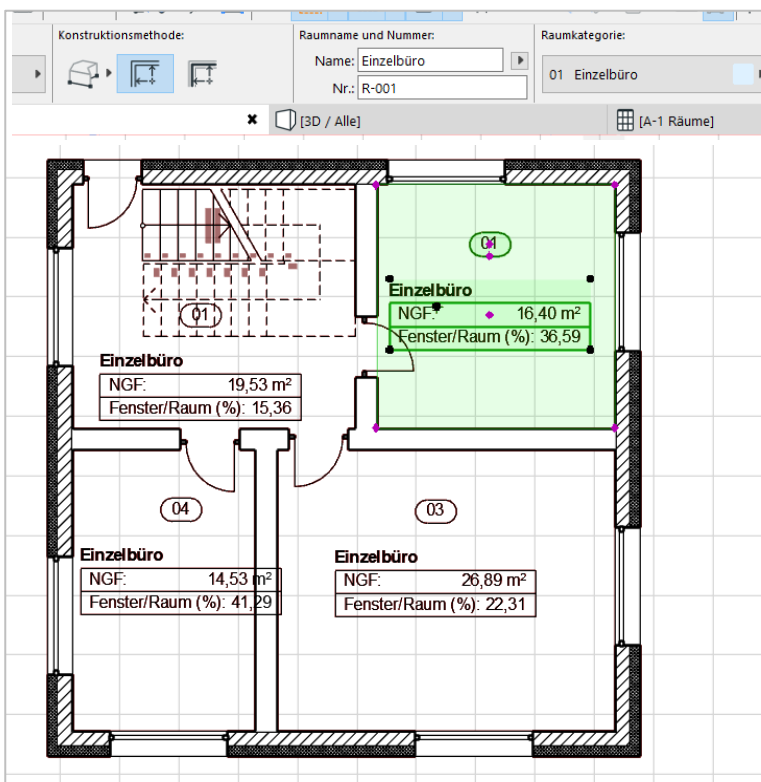 Konstruktionsmethode:
Raumname und Nummer:
Raumkategorie:
Name: Einzelbüro
01 Einzelbüro
Nr.: R-001
[3D / Alle]
[A-1 Räume]
01
Einzelbüro
NGF: 16,40 m²
Fenster/Raum (%): 36,59
01
Einzelbüro
NGF: 19,53 m²
Fenster/Raum (%): 15,36
04
03
Einzelbüro
NGF: 14,53 m²
Fenster/Raum (%): 41,29
Einzelbüro
NGF: 26,89 m²
Fenster/Raum (%): 22,31